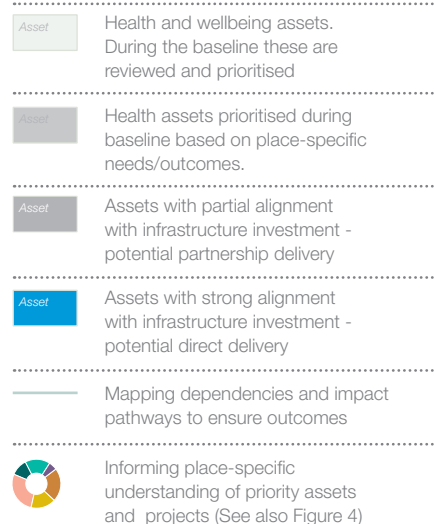 Asset
Health and wellbeing assets.
During the baseline these are
reviewed and prioritised
Asset
Health assets prioritised during
baseline based on place-specific
needs/outcomes.
Asset
Assets with partial alignment
with infrastructure investment -
potential partnership delivery
Asset
Assets with strong alignment
with infrastructure investment -
potential direct delivery
Mapping dependencies and impact
pathways to ensure outcomes
Informing place-specific
understanding of priority assets
and projects (See also Figure 4)